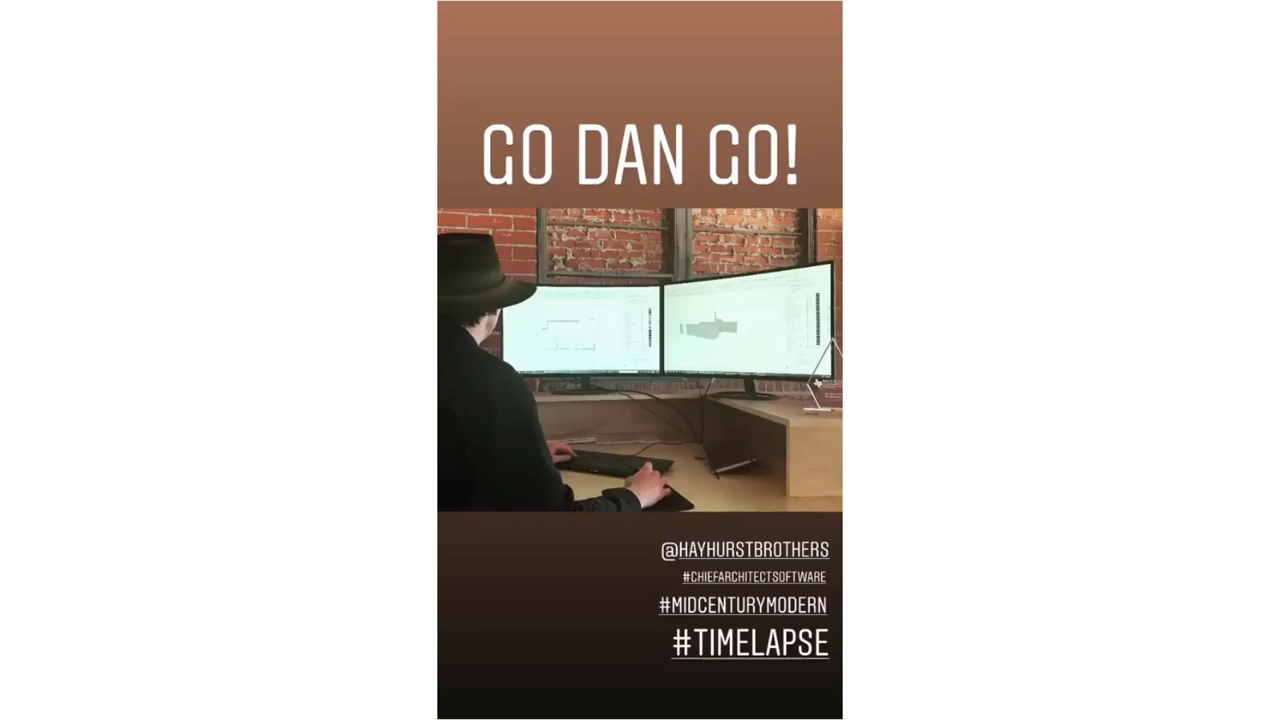 GO DAN GO!
@HAYHURSTBROTHERS
#CHIEFARCHITECTSOFTWARE
#MIDCENTURYMODERN
#TIMELAPSE